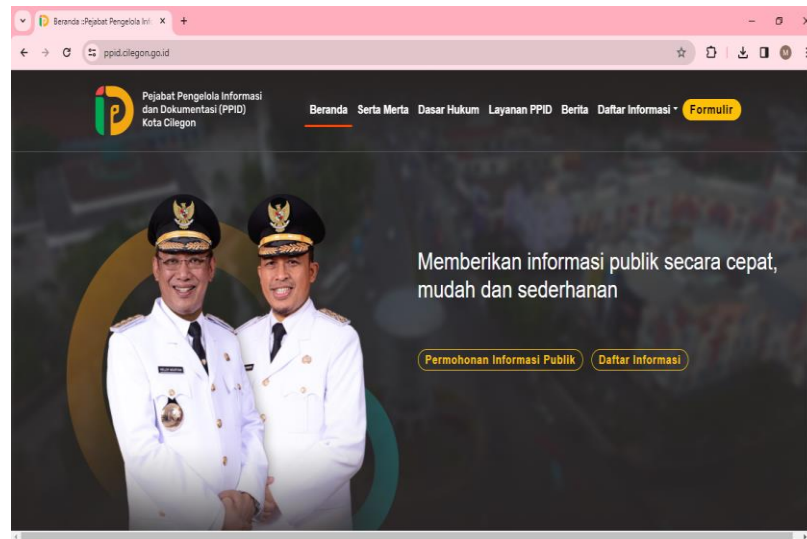 Beranda ::Pejabat Pengelola Inf
ppid.cilegon.go.id
M
Pejabat Pengelola Informasi
dan Dokumentasi (PPID)
Kota Cilegon
Beranda Serta Merta Dasar Hukum Layanan PPID Berita Daftar Informasi Formulir
Memberikan informasi publik secara cepat,
mudah dan sederhanan
Permohonan Informasi Publik Daftar Informasi